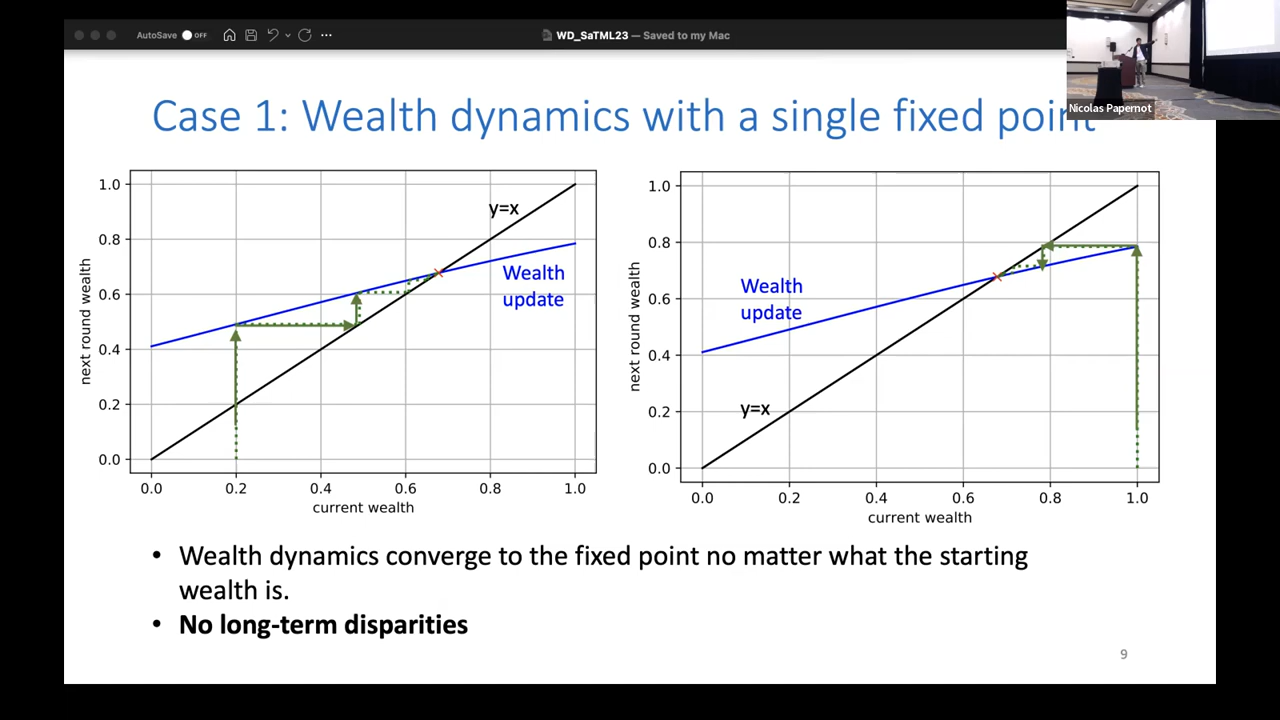 AutoSave OFF
WD_SaTML23 — Saved to my Mac
Nicolas Papernot
Case 1: Wealth dynamics with a single fixed point
1.0
0.8
0.6
0.4
0.2
0.0
next round wealth
y=x
Wealth
update
0.0 0.2 0.4 0.6 0.8 1.0
current wealth
1.0
0.8
0.6
0.4
0.2
0.0
next round wealth
Wealth
update
y=x
0.0 0.2 0.4 0.6 0.8 1.0
current wealth
• Wealth dynamics converge to the fixed point no matter what the starting
wealth is.
• No long-term disparities
9